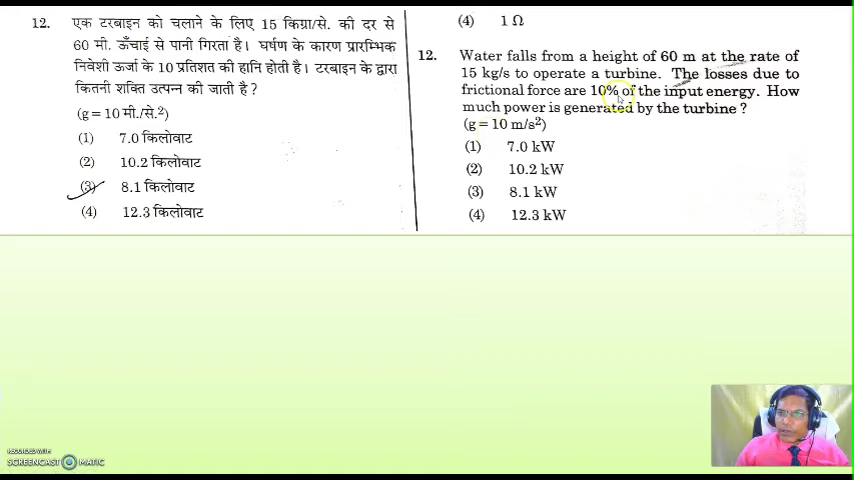 12. एक टरबाइन को चलाने के लिए 15 किग्रा/से. की दर से
60 मी. ऊँचाई से पानी गिरता है। घर्षण के कारण प्रारम्भिक
निवेशी ऊर्जा के 10 प्रतिशत की हानि होती है। टरबाइन के द्वारा
कितनी शक्ति उत्पन्न की जाती है ?
(g = 10 मी./से.²)
(1) 7.0 किलोवाट
(2) 10.2 किलोवाट
(3) 8.1 किलोवाट
(4) 12.3 किलोवाट
(4) 1 Ω
12. Water falls from a height of 60 m at the rate of
15 kg/s to operate a turbine. The losses due to
frictional force are 10% of the input energy. How
much power is generated by the turbine ?
(g = 10 m/s²)
(1) 7.0 kW
(2) 10.2 kW
(3) 8.1 kW
(4) 12.3 kW
RECORDED WITH
SCREENCAST MATIC